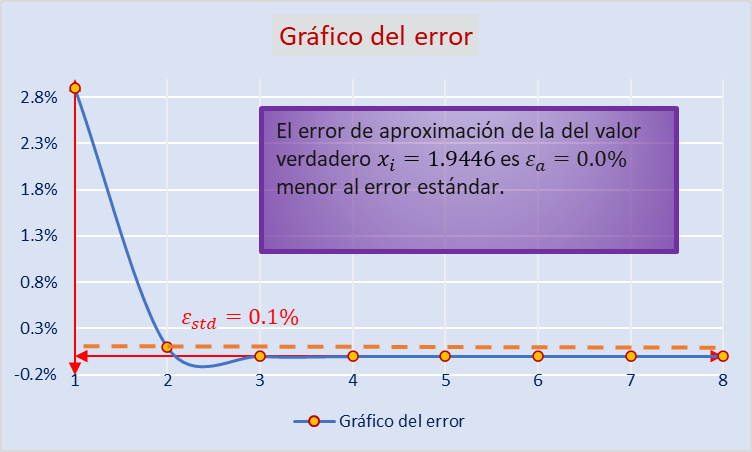 Gráfico del error
2.8%
2.3%
1.8%
1.3%
0.8%
0.3%
-0.2%
El error de aproximación de la del valor
verdadero xᵢ = 1.9446 es εₐ = 0.0%
menor al error estándar.
ε_std = 0.1%
1 2 3 4 5 6 7 8
Gráfico del error